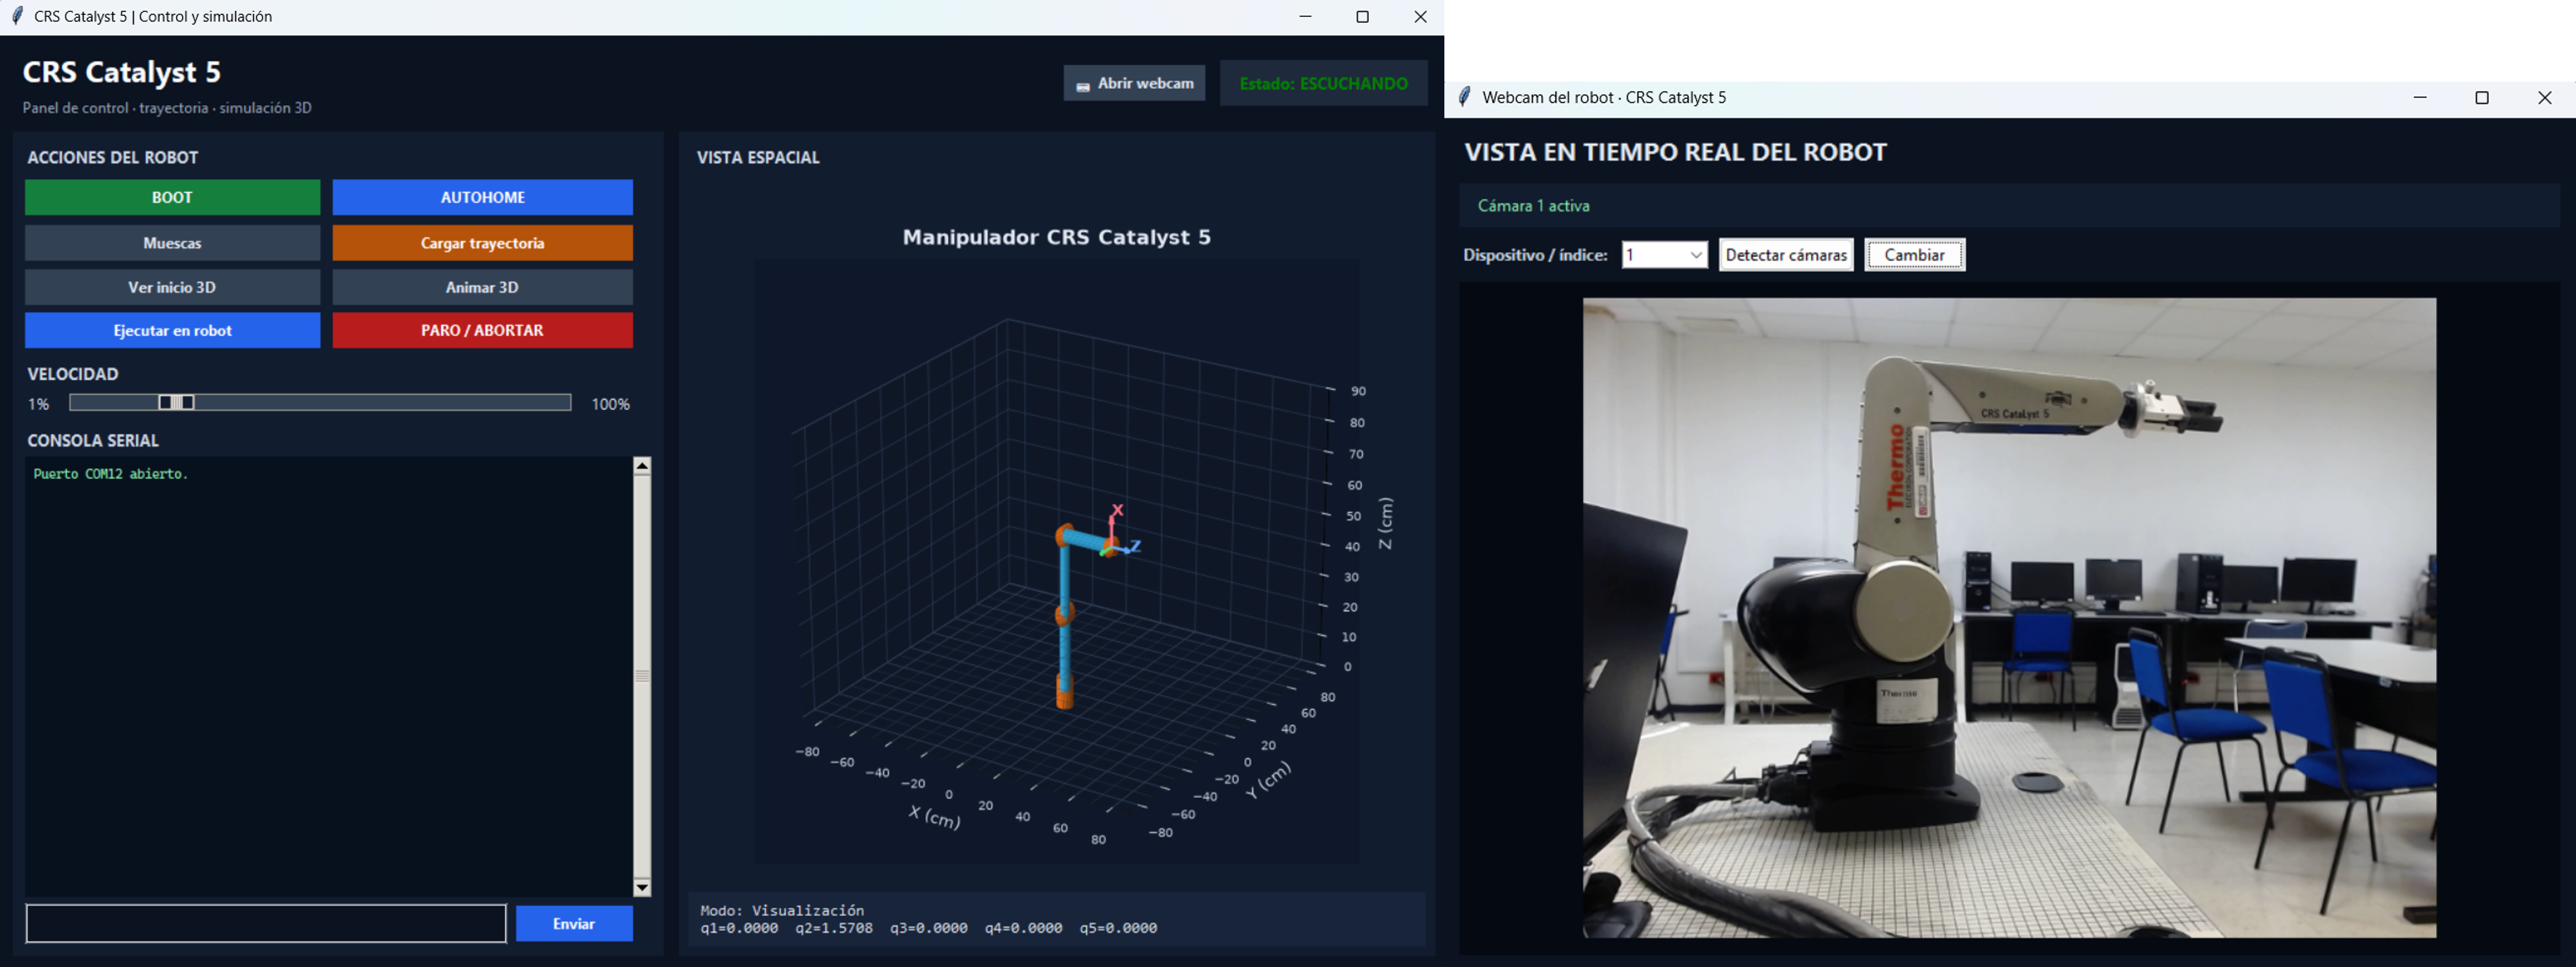 CRS Catalyst 5 | Control y simulación
CRS Catalyst 5
Panel de control · trayectoria · simulación 3D
Abrir webcam
Estado: ESCUCHANDO
ACCIONES DEL ROBOT
BOOT
AUTOHOME
Muescas
Cargar trayectoria
Ver inicio 3D
Animar 3D
Ejecutar en robot
PARO / ABORTAR
VELOCIDAD
1%
100%
CONSOLA SERIAL
Puerto COM12 abierto.
Enviar
VISTA ESPACIAL
Manipulador CRS Catalyst 5
X
Z
90
80
70
60
50
40
30
20
10
0
Z (cm)
−80
−60
−40
−20
0
20
40
60
80
X (cm)
80
60
40
20
0
−20
−40
−60
−80
Y (cm)
Modo: Visualización
q1=0.0000 q2=1.5708 q3=0.0000 q4=0.0000 q5=0.0000
Webcam del robot · CRS Catalyst 5
VISTA EN TIEMPO REAL DEL ROBOT
Cámara 1 activa
Dispositivo / índice:
1
Detectar cámaras
Cambiar
CRS Catalyst 5
Thermo
ELECTRON CORPORATION
Thermo